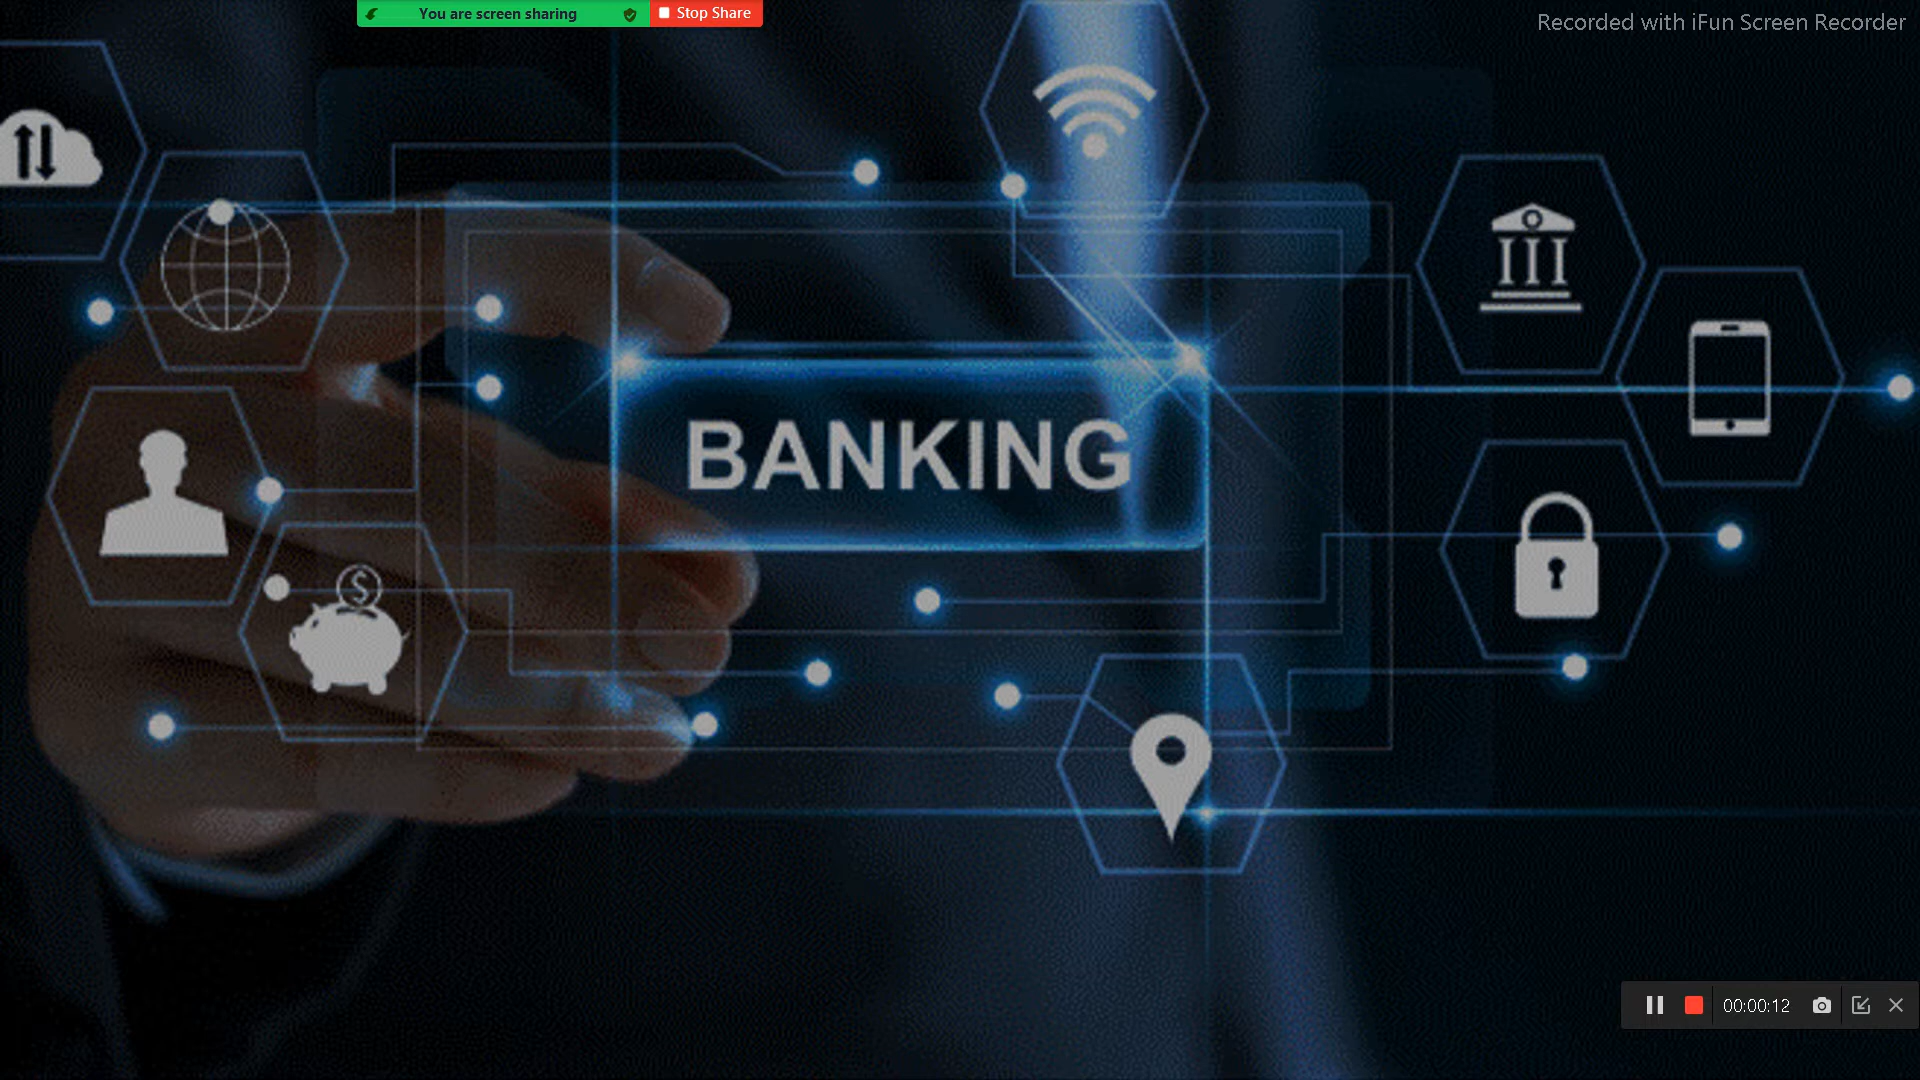 You are screen sharing
Stop Share
Recorded with iFun Screen Recorder
BANKING
$
00:00:12